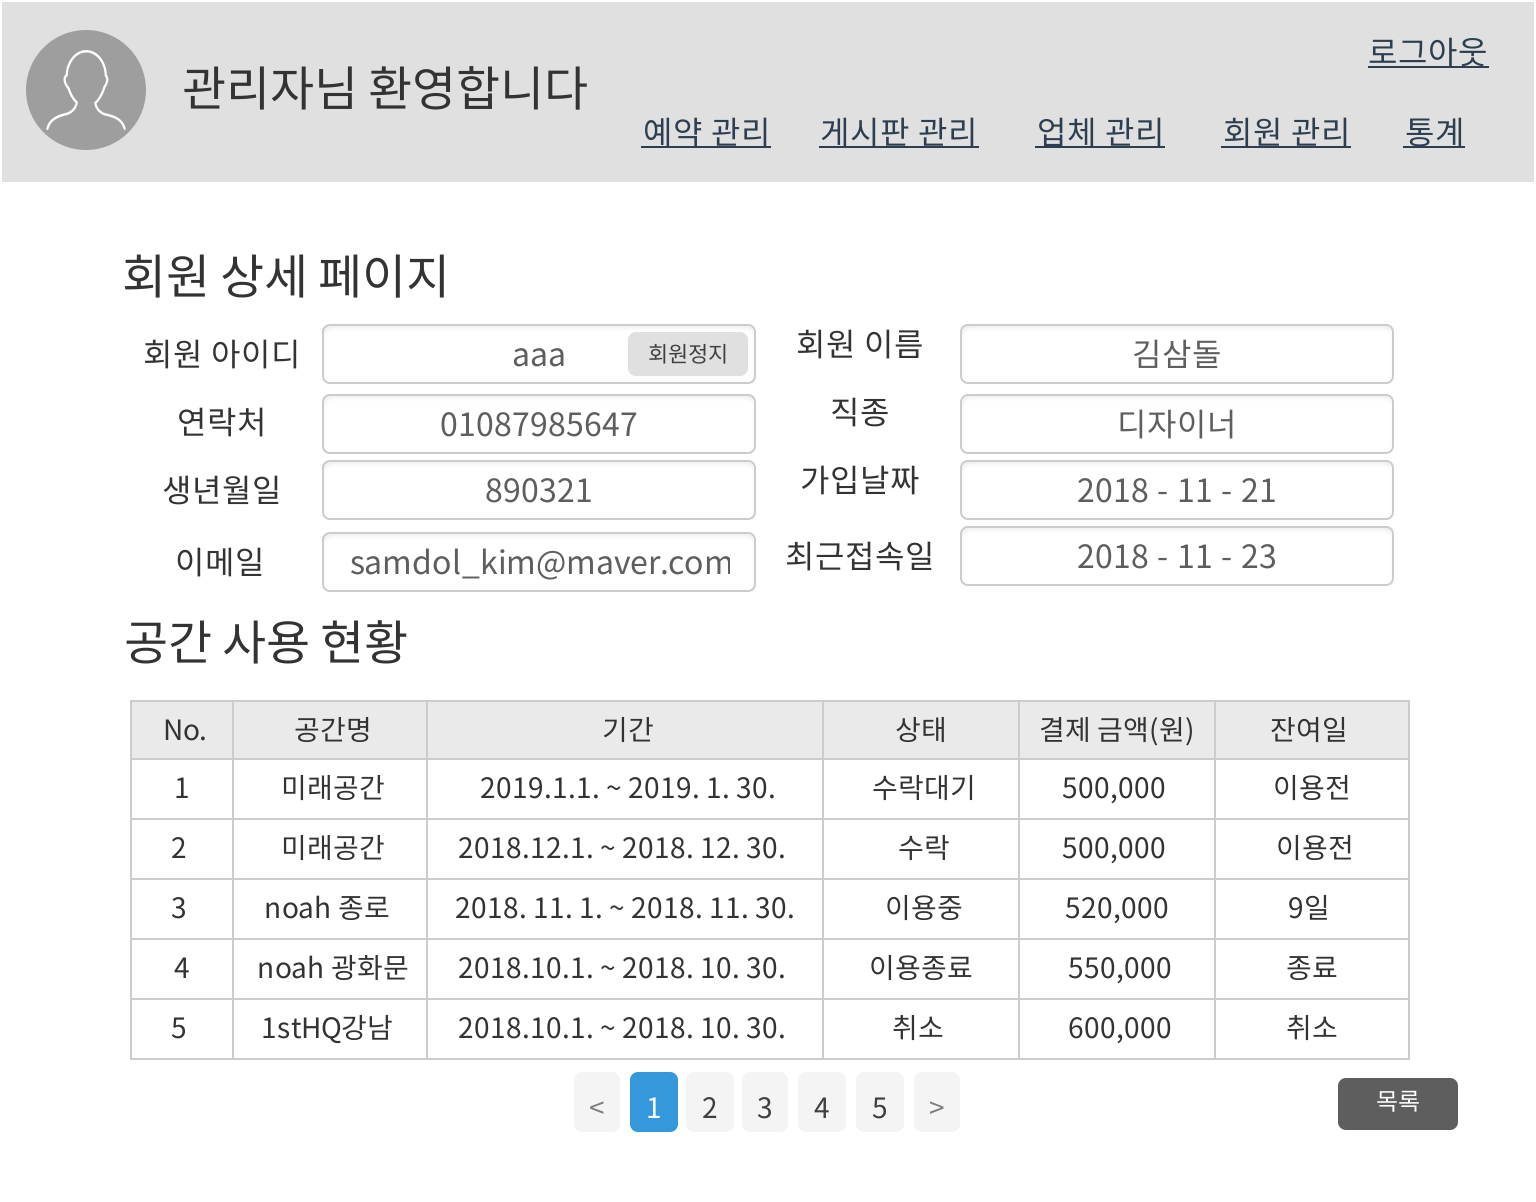 로그아웃
관리자님 환영합니다
예약 관리 게시판 관리 업체 관리 회원 관리 통계
회원 상세 페이지
회원 아이디 aaa 회원정지 회원 이름 김삼돌
연락처 01087985647 직종 디자이너
생년월일 890321 가입날짜 2018 - 11 - 21
이메일 samdol_kim@maver.com 최근접속일 2018 - 11 - 23
공간 사용 현황
No. 공간명 기간 상태 결제 금액(원) 잔여일
1 미래공간 2019.1.1. ~ 2019. 1. 30. 수락대기 500,000 이용전
2 미래공간 2018.12.1. ~ 2018. 12. 30. 수락 500,000 이용전
3 noah 종로 2018. 11. 1. ~ 2018. 11. 30. 이용중 520,000 9일
4 noah 광화문 2018.10.1. ~ 2018. 10. 30. 이용종료 550,000 종료
5 1stHQ강남 2018.10.1. ~ 2018. 10. 30. 취소 600,000 취소
< 1 2 3 4 5 > 목록